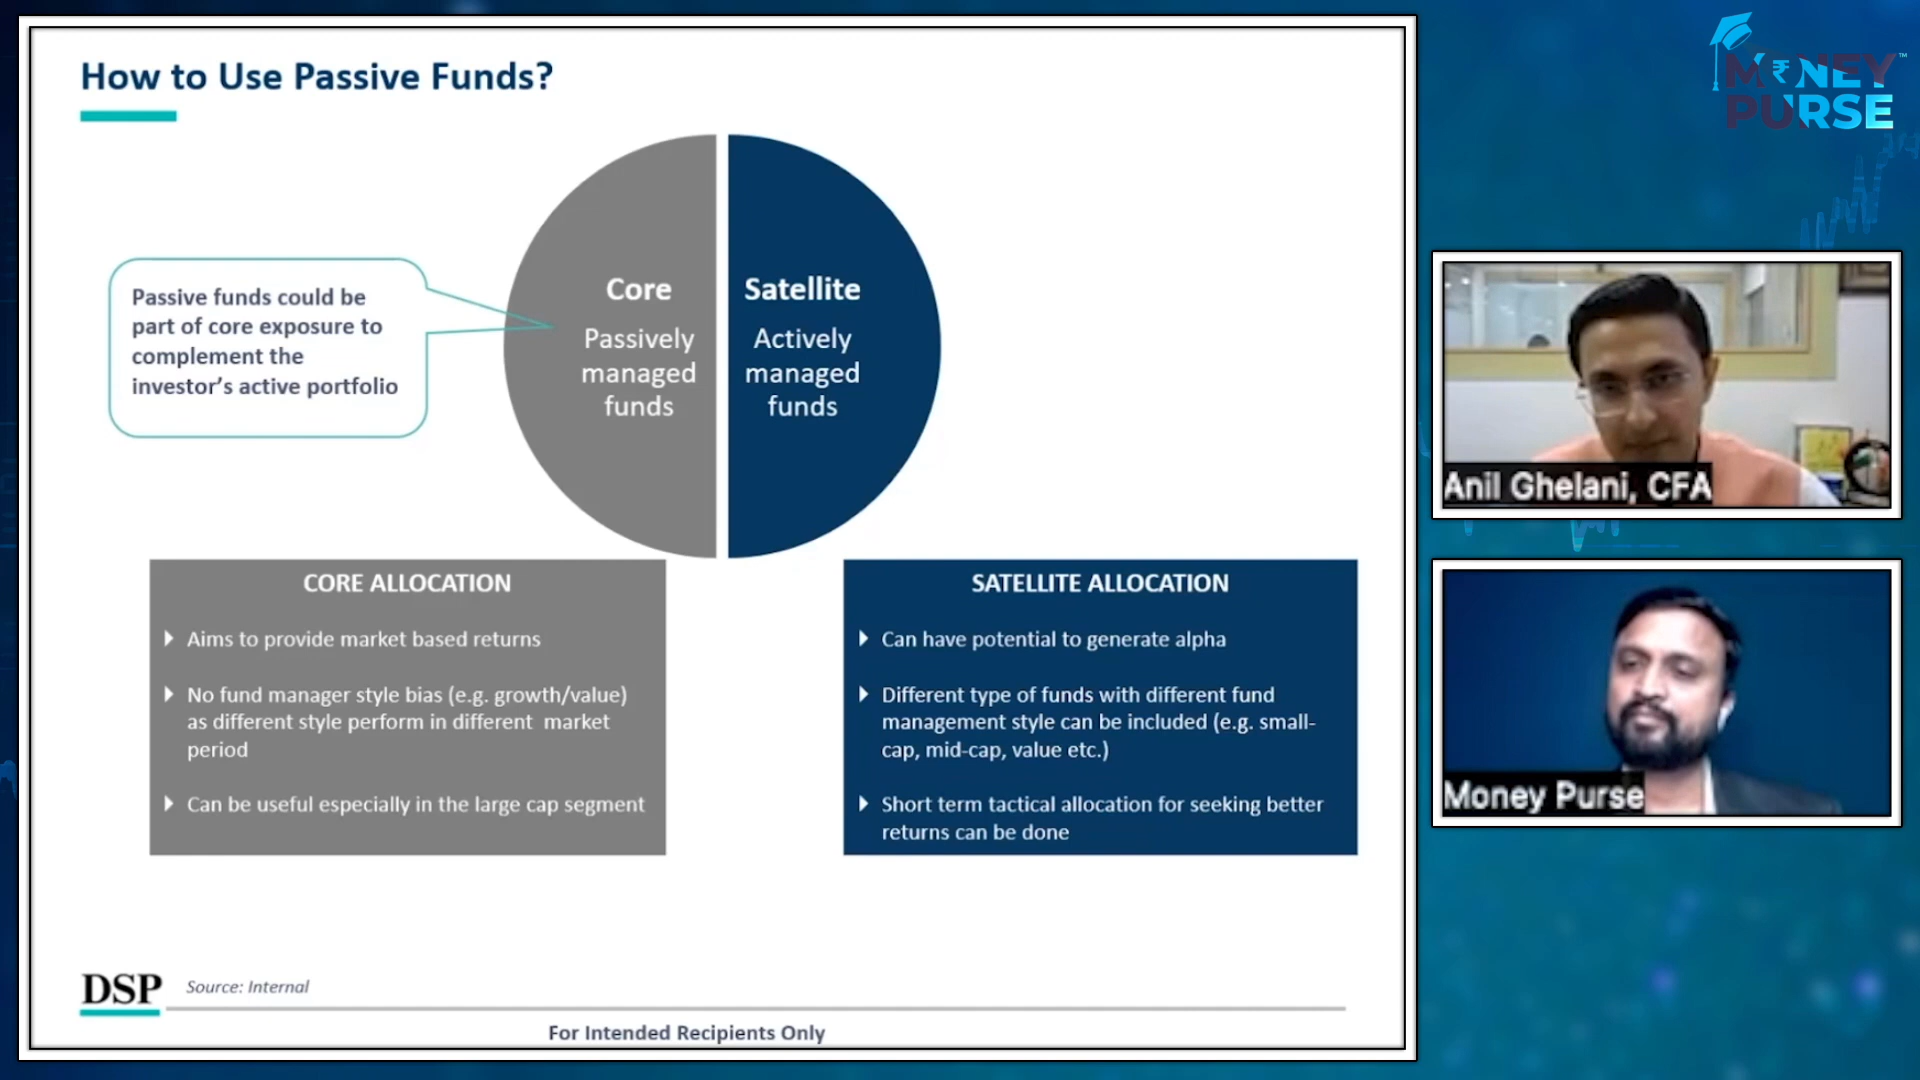 How to Use Passive Funds?
MONEY
PURSE
TM
Passive funds could be
part of core exposure to
complement the
investor's active portfolio
Core
Passively
managed
funds
Satellite
Actively
managed
funds
CORE ALLOCATION
Aims to provide market based returns
No fund manager style bias (e.g. growth/value)
as different style perform in different market
period
Can be useful especially in the large cap segment
SATELLITE ALLOCATION
Can have potential to generate alpha
Different type of funds with different fund
management style can be included (e.g. small-
cap, mid-cap, value etc.)
Short term tactical allocation for seeking better
returns can be done
Anil Ghelani, CFA
Money Purse
DSP
Source: Internal
For Intended Recipients Only